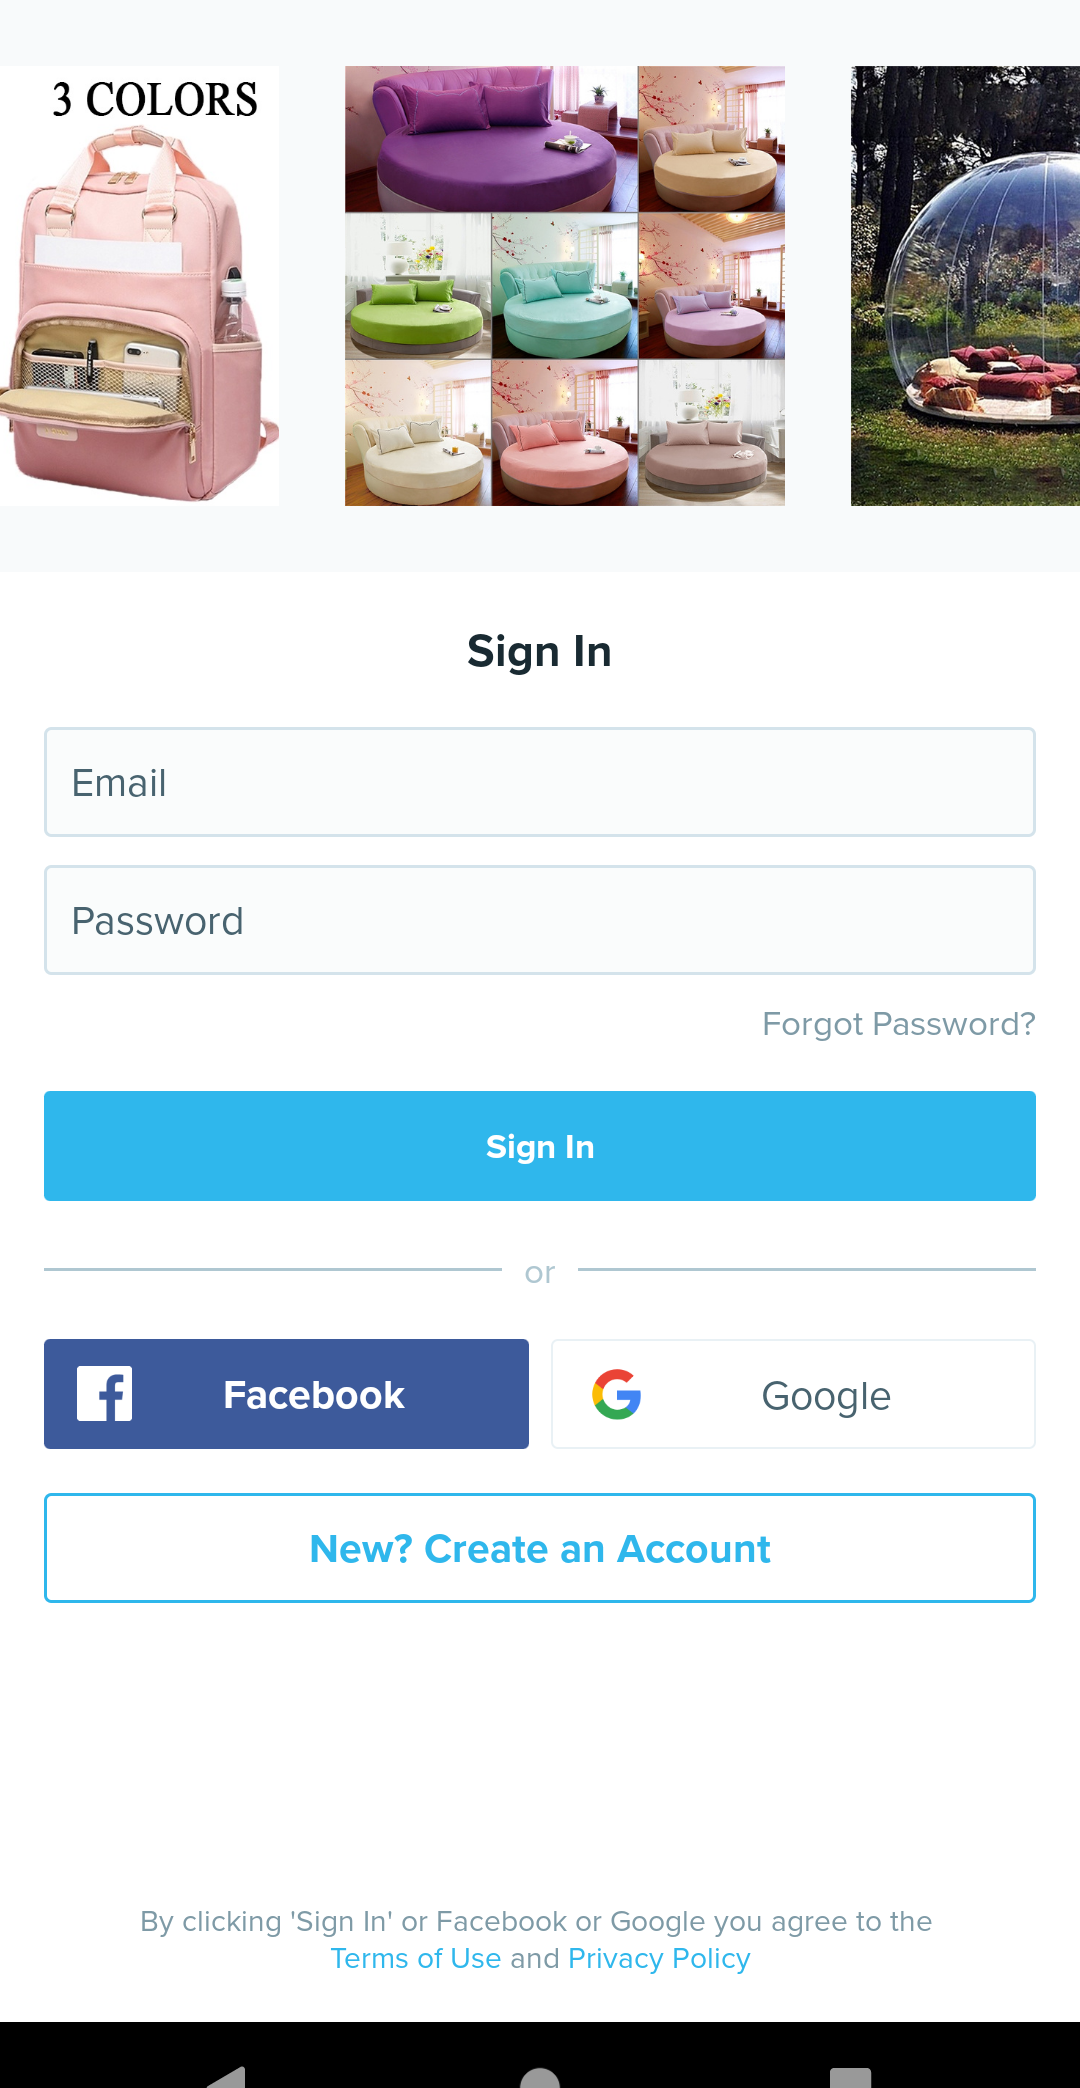 3 COLORS
Sign In
Email
Password
Forgot Password?
Sign In
or
Facebook
Google
New? Create an Account
By clicking 'Sign In' or Facebook or Google you agree to the
Terms of Use and Privacy Policy